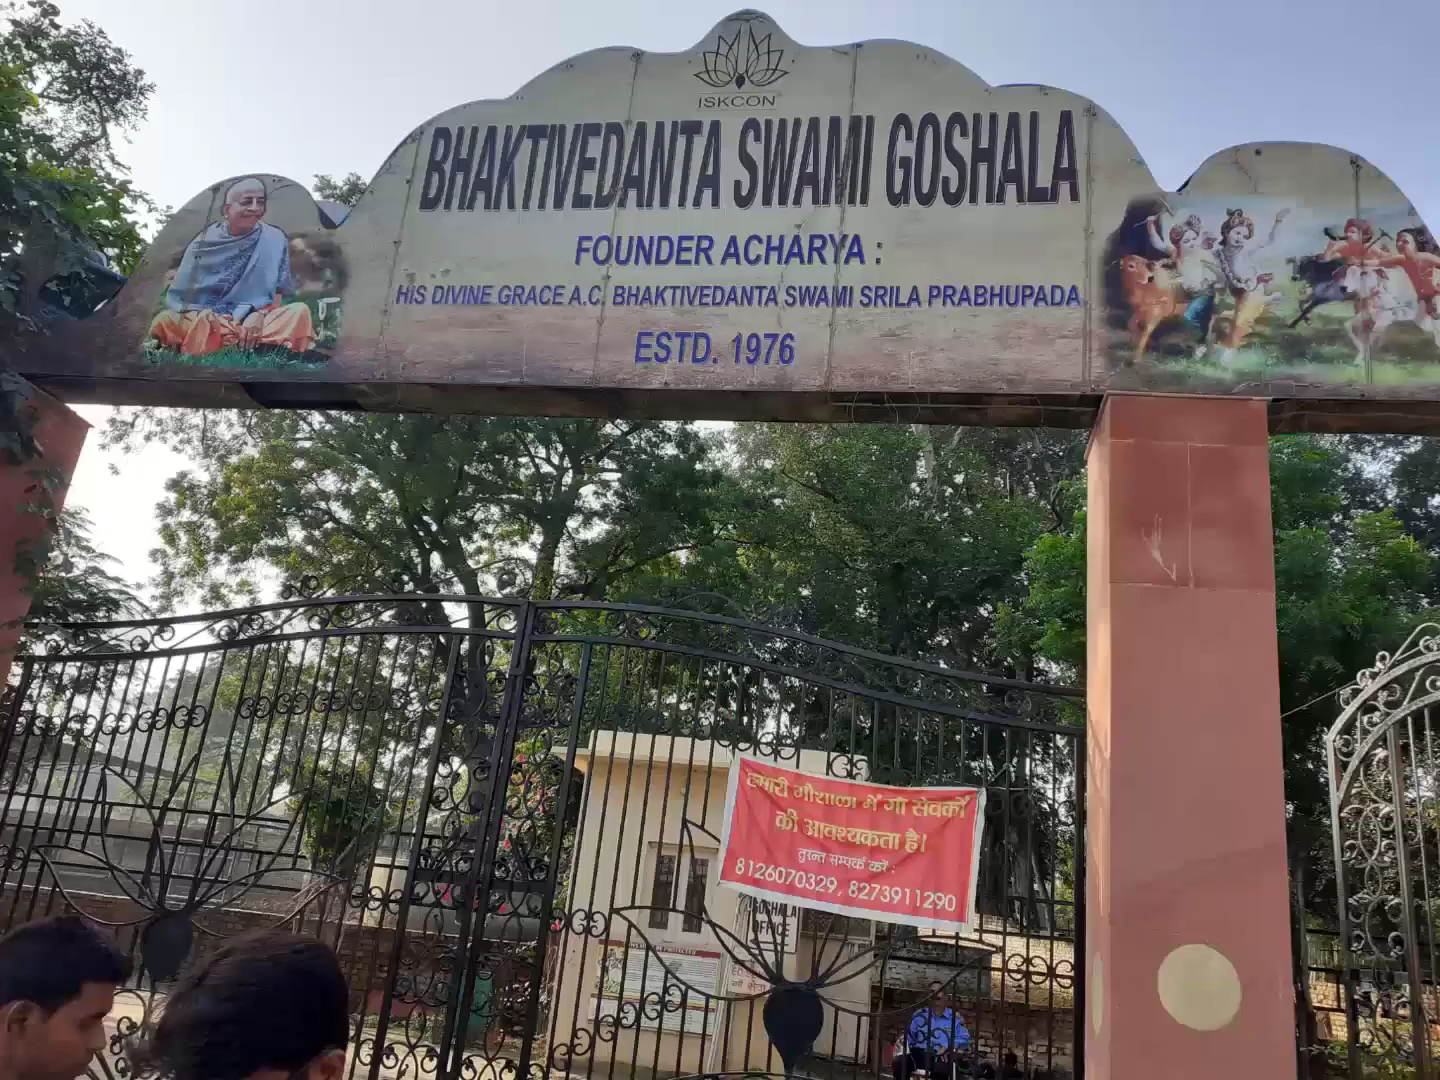 ISKCON
BHAKTIVEDANTA SWAMI GOSHALA
FOUNDER ACHARYA :
HIS DIVINE GRACE A.C. BHAKTIVEDANTA SWAMI SRILA PRABHUPADA
ESTD. 1976
हमारी गौशाला में गौ सेवकों
की आवश्यकता है।
तुरन्त सम्पर्क करें :
8126070329, 8273911290
GOSHALA
OFFICE